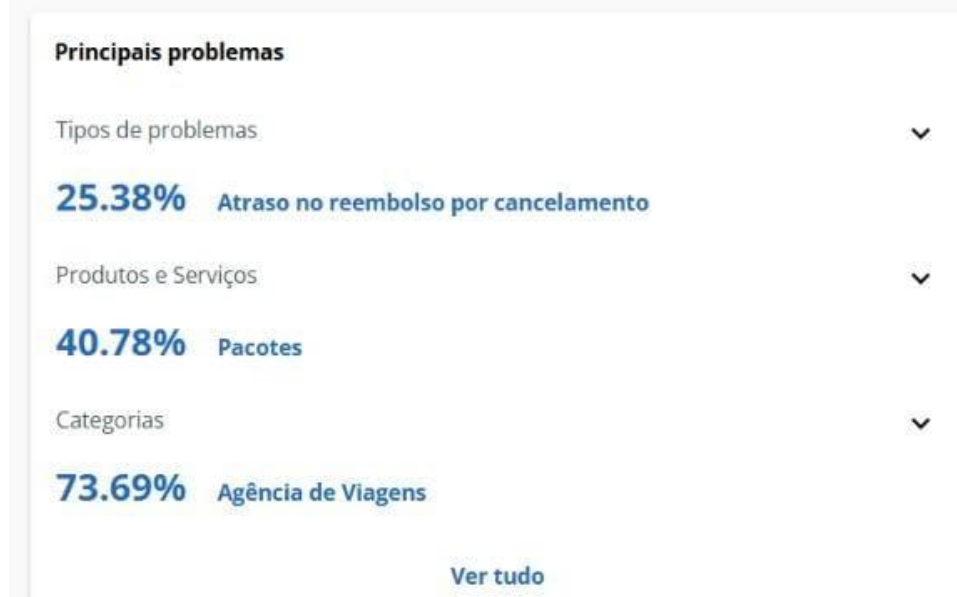 Principais problemas
Tipos de problemas
25.38% Atraso no reembolso por cancelamento
Produtos e Serviços
40.78% Pacotes
Categorias
73.69% Agência de Viagens
Ver tudo